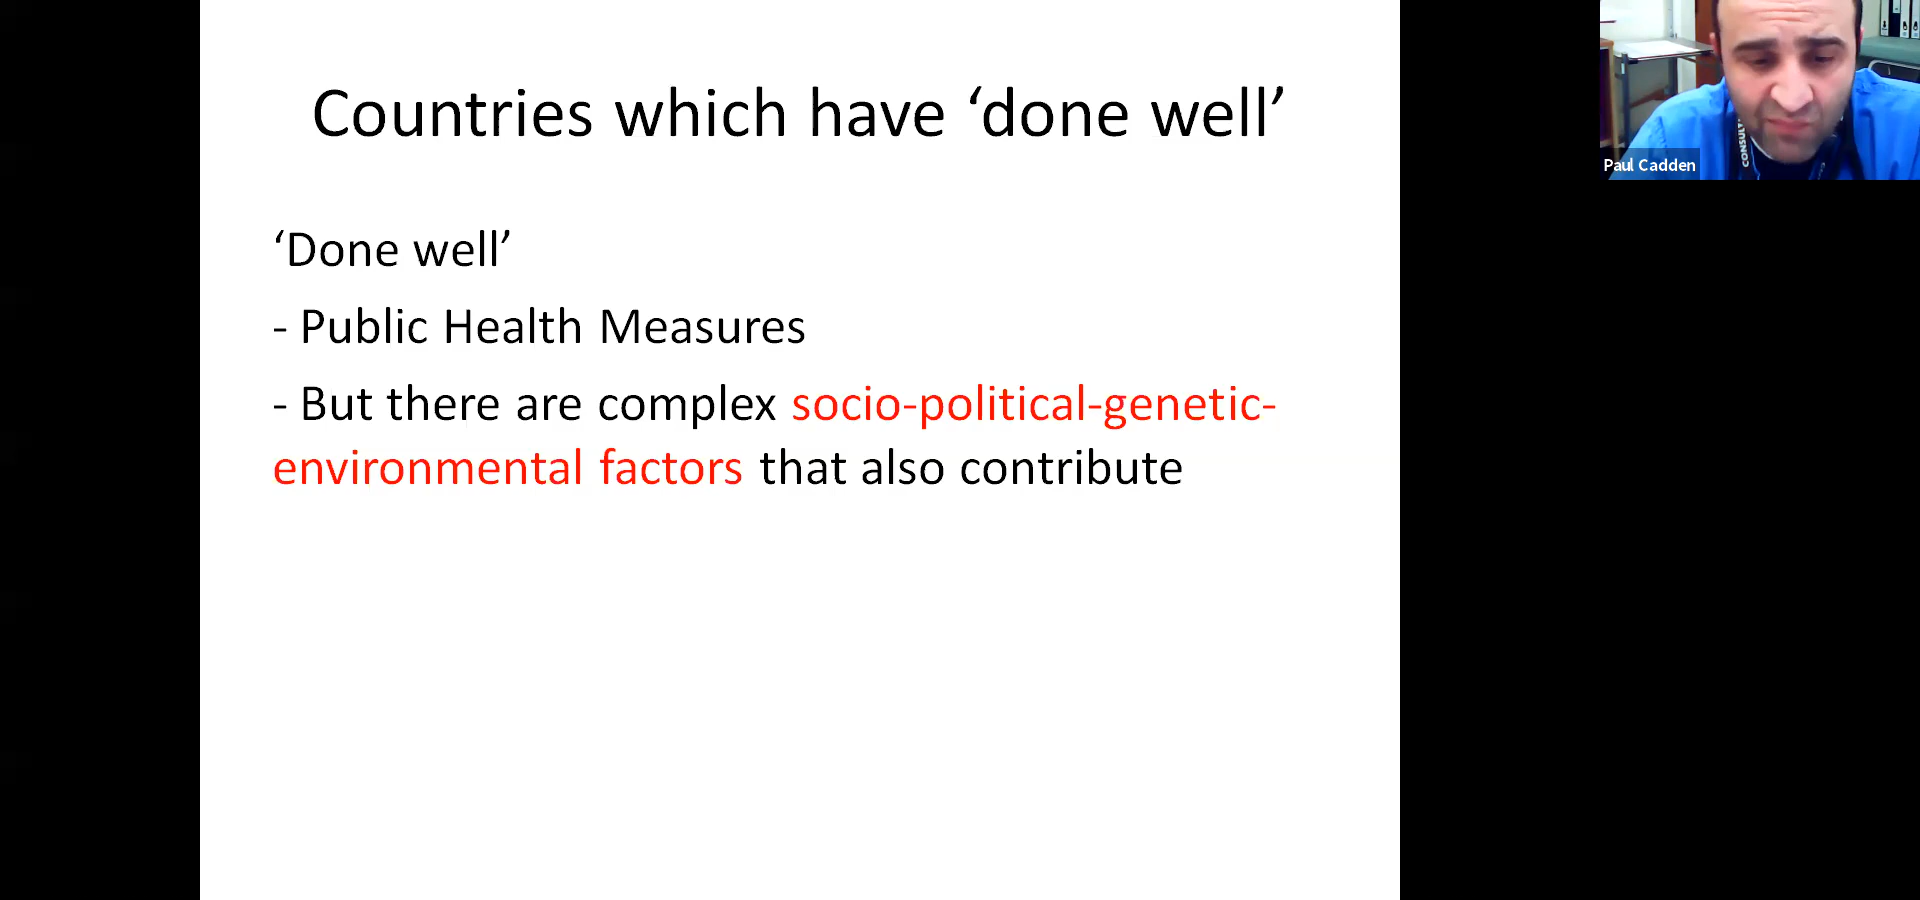 Countries which have ‘done well’
‘Done well’
- Public Health Measures
- But there are complex socio-political-genetic-
environmental factors that also contribute
Paul Cadden